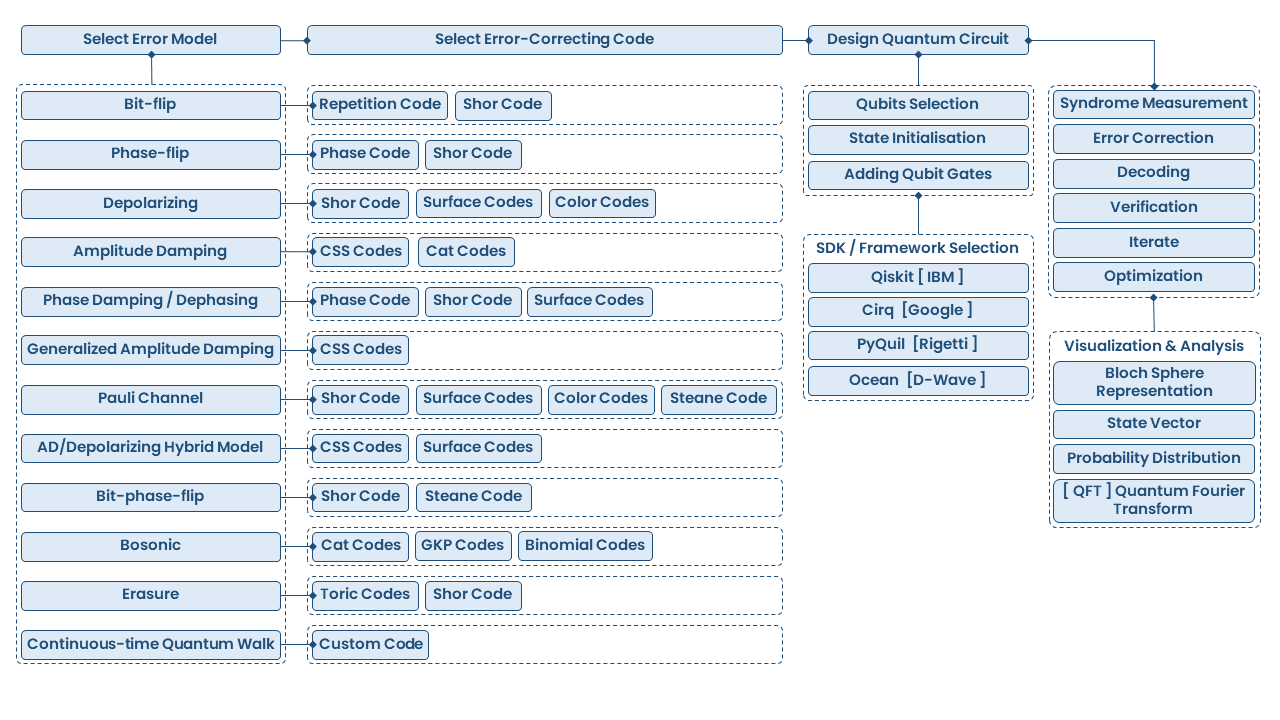 Select Error Model
Select Error-Correcting Code
Design Quantum Circuit
Bit-flip
Repetition Code
Shor Code
Phase-flip
Phase Code
Shor Code
Depolarizing
Shor Code
Surface Codes
Color Codes
Amplitude Damping
CSS Codes
Cat Codes
Phase Damping / Dephasing
Phase Code
Shor Code
Surface Codes
Generalized Amplitude Damping
CSS Codes
Pauli Channel
Shor Code
Surface Codes
Color Codes
Steane Code
AD/Depolarizing Hybrid Model
CSS Codes
Surface Codes
Bit-phase-flip
Shor Code
Steane Code
Bosonic
Cat Codes
GKP Codes
Binomial Codes
Erasure
Toric Codes
Shor Code
Continuous-time Quantum Walk
Custom Code
Qubits Selection
State Initialisation
Adding Qubit Gates
SDK / Framework Selection
Qiskit [ IBM ]
Cirq [Google ]
PyQuil [Rigetti ]
Ocean [D-Wave ]
Syndrome Measurement
Error Correction
Decoding
Verification
Iterate
Optimization
Visualization & Analysis
Bloch Sphere
Representation
State Vector
Probability Distribution
[ QFT ] Quantum Fourier
Transform